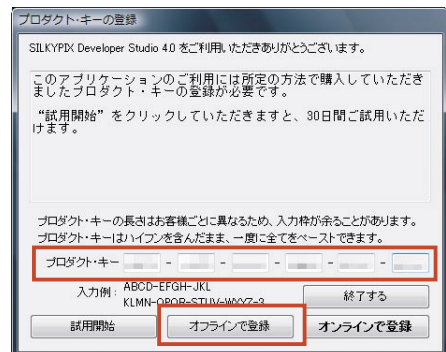 プロダクト・キーの登録
SILKYPIX Developer Studio 4.0 をご利用いただきありがとうございます。
このアプリケーションのご利用には所定の方法で購入していただき
ましたプロダクト・キーの登録が必要です。
“試用開始”をクリックしていただきますと、30日間ご試用いただ
けます。
プロダクト・キーの長さはお客様ごとに異なるため、入力枠が余ることがあります。
プロダクト・キーはハイフンを含んだまま、一度に全てをペーストできます。
プロダクト・キー - - - - - -
入力例： ABCD-EFGH-IJKL
KLMN-OPQR-STUV-WXYZ-3
終了する
試用開始 オフラインで登録 オンラインで登録